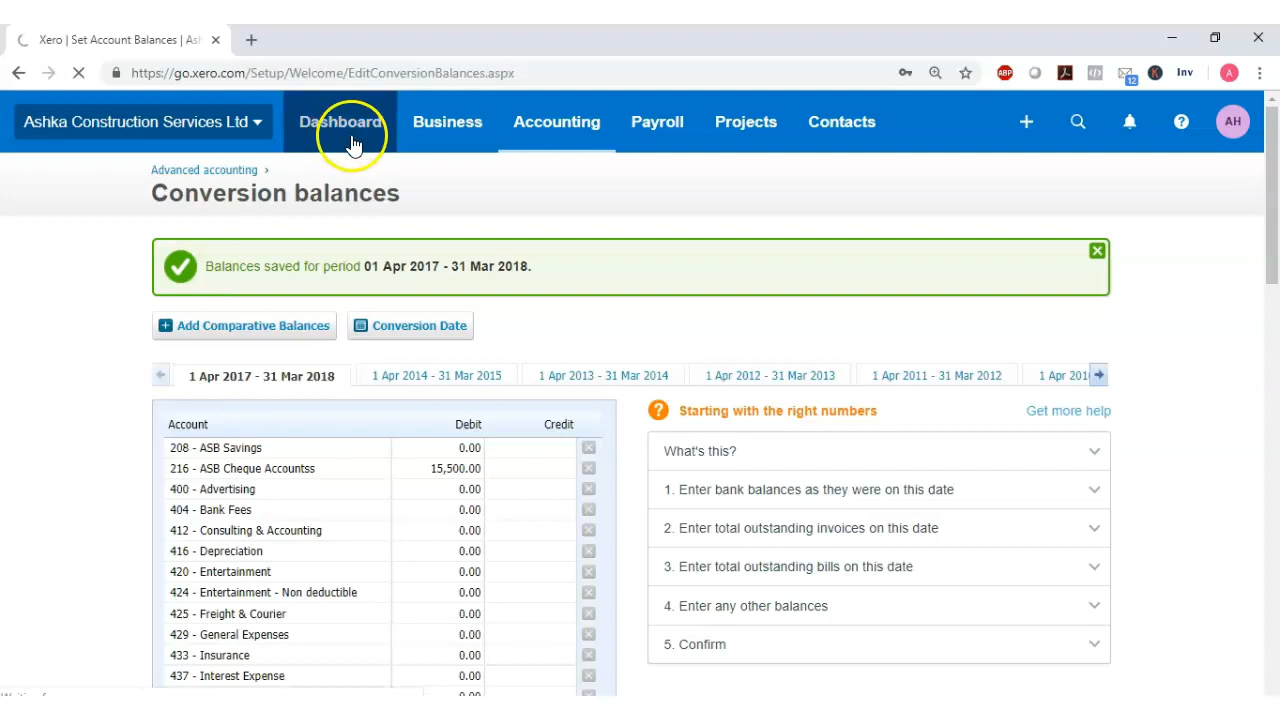 Xero | Set Account Balances | Ash
https://go.xero.com/Setup/Welcome/EditConversionBalances.aspx
ABP
12
K
Inv
A
Ashka Construction Services Ltd
Dashboard
Business
Accounting
Payroll
Projects
Contacts
AH
Advanced accounting ›
Conversion balances
Balances saved for period 01 Apr 2017 - 31 Mar 2018.
Add Comparative Balances
Conversion Date
1 Apr 2017 - 31 Mar 2018
1 Apr 2014 - 31 Mar 2015
1 Apr 2013 - 31 Mar 2014
1 Apr 2012 - 31 Mar 2013
1 Apr 2011 - 31 Mar 2012
1 Apr 201
Account Debit Credit
208 - ASB Savings 0.00
216 - ASB Cheque Accountss 15,500.00
400 - Advertising 0.00
404 - Bank Fees 0.00
412 - Consulting & Accounting 0.00
416 - Depreciation 0.00
420 - Entertainment 0.00
424 - Entertainment - Non deductible 0.00
425 - Freight & Courier 0.00
429 - General Expenses 0.00
433 - Insurance 0.00
437 - Interest Expense 0.00
0.00
? Starting with the right numbers
Get more help
What's this?
1. Enter bank balances as they were on this date
2. Enter total outstanding invoices on this date
3. Enter total outstanding bills on this date
4. Enter any other balances
5. Confirm